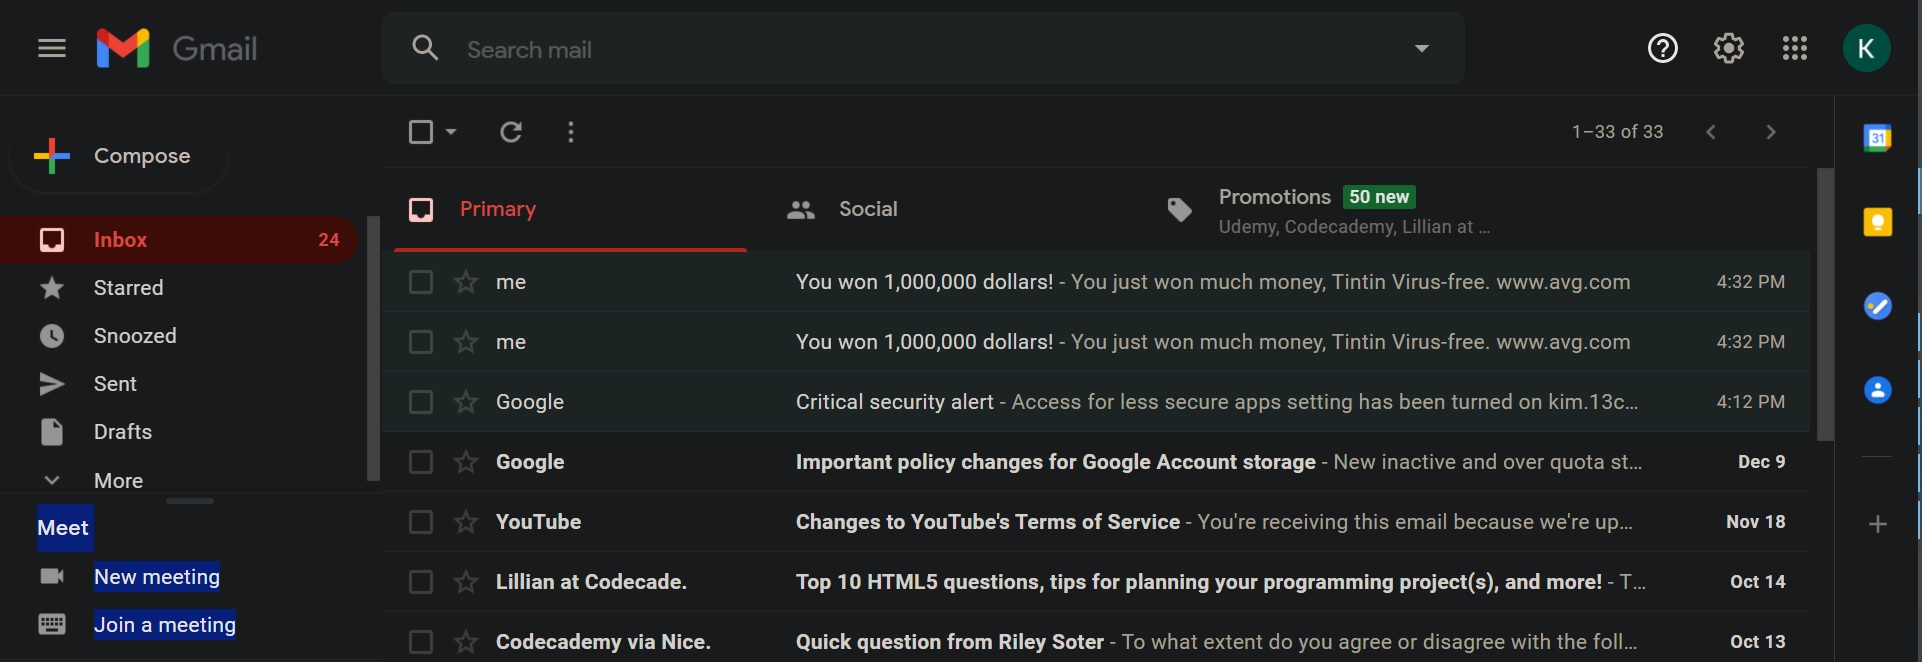 Gmail
Search mail
K
Compose
1–33 of 33
31
Primary
Social
Promotions 50 new
Udemy, Codecademy, Lillian at ...
Inbox 24
Starred
Snoozed
Sent
Drafts
More
Meet
New meeting
Join a meeting
me You won 1,000,000 dollars! - You just won much money, Tintin Virus-free. www.avg.com 4:32 PM
me You won 1,000,000 dollars! - You just won much money, Tintin Virus-free. www.avg.com 4:32 PM
Google Critical security alert - Access for less secure apps setting has been turned on kim.13c... 4:12 PM
Google Important policy changes for Google Account storage - New inactive and over quota st... Dec 9
YouTube Changes to YouTube's Terms of Service - You're receiving this email because we're up... Nov 18
Lillian at Codecade. Top 10 HTML5 questions, tips for planning your programming project(s), and more! - T... Oct 14
Codecademy via Nice. Quick question from Riley Soter - To what extent do you agree or disagree with the foll... Oct 13